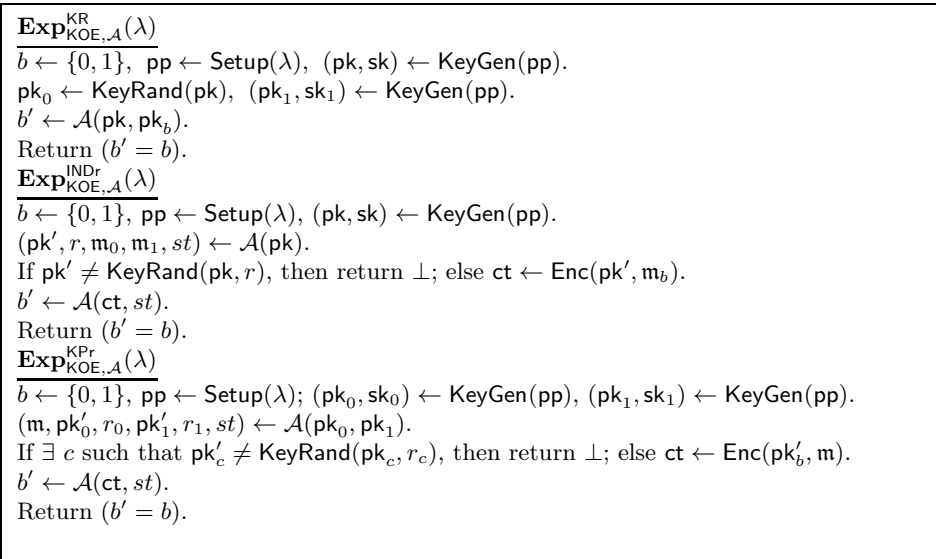 Exp^KR_KOE,𝒜(λ)
b ← {0, 1}, pp ← Setup(λ), (pk, sk) ← KeyGen(pp).
pk_0 ← KeyRand(pk), (pk_1, sk_1) ← KeyGen(pp).
b′ ← 𝒜(pk, pk_b).
Return (b′ = b).
Exp^INDr_KOE,𝒜(λ)
b ← {0, 1}, pp ← Setup(λ), (pk, sk) ← KeyGen(pp).
(pk′, r, 𝔪_0, 𝔪_1, st) ← 𝒜(pk).
If pk′ ≠ KeyRand(pk, r), then return ⊥; else ct ← Enc(pk′, 𝔪_b).
b′ ← 𝒜(ct, st).
Return (b′ = b).
Exp^KPr_KOE,𝒜(λ)
b ← {0, 1}, pp ← Setup(λ); (pk_0, sk_0) ← KeyGen(pp), (pk_1, sk_1) ← KeyGen(pp).
(𝔪, pk′_0, r_0, pk′_1, r_1, st) ← 𝒜(pk_0, pk_1).
If ∃ c such that pk′_c ≠ KeyRand(pk_c, r_c), then return ⊥; else ct ← Enc(pk′_b, 𝔪).
b′ ← 𝒜(ct, st).
Return (b′ = b).